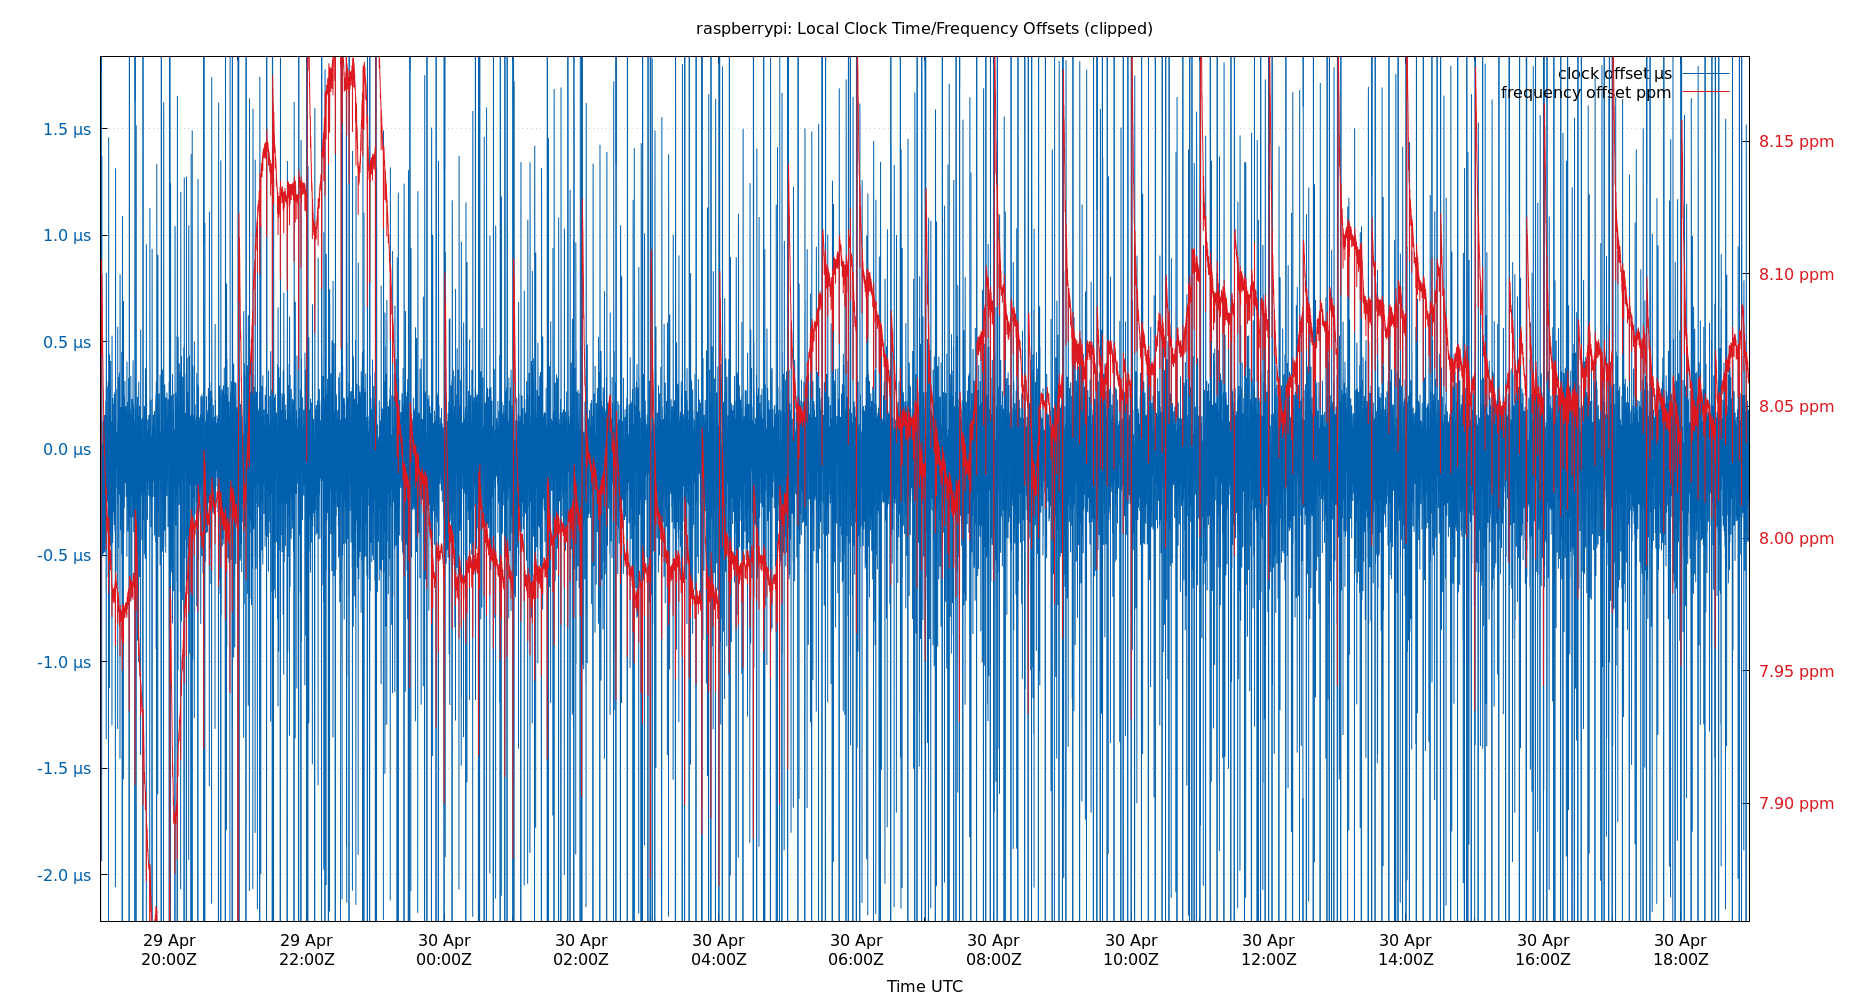 raspberrypi: Local Clock Time/Frequency Offsets (clipped)
clock offset µs
frequency offset ppm
1.5 µs
1.0 µs
0.5 µs
0.0 µs
-0.5 µs
-1.0 µs
-1.5 µs
-2.0 µs
8.15 ppm
8.10 ppm
8.05 ppm
8.00 ppm
7.95 ppm
7.90 ppm
29 Apr 29 Apr 30 Apr 30 Apr 30 Apr 30 Apr 30 Apr 30 Apr 30 Apr 30 Apr 30 Apr 30 Apr
20:00Z 22:00Z 00:00Z 02:00Z 04:00Z 06:00Z 08:00Z 10:00Z 12:00Z 14:00Z 16:00Z 18:00Z
Time UTC